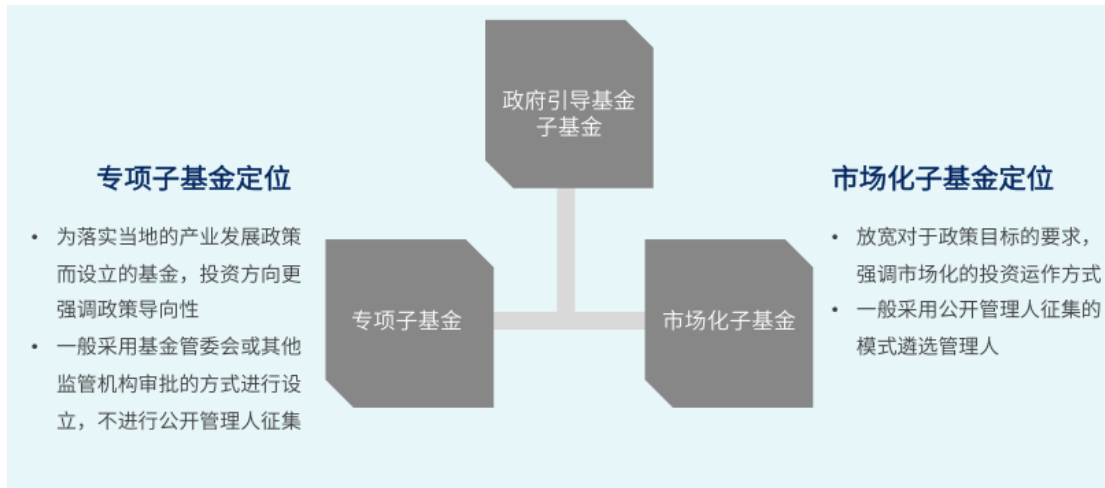 政府引导基金
子基金
专项子基金定位
• 为落实当地的产业发展政策
而设立的基金，投资方向更
强调政策导向性
• 一般采用基金管委会或其他
监管机构审批的方式进行设
立，不进行公开管理人征集
专项子基金
市场化子基金
市场化子基金定位
• 放宽对于政策目标的要求，
强调市场化的投资运作方式
• 一般采用公开管理人征集的
模式遴选管理人